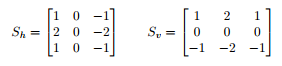 S_h = [1 0 -1; 2 0 -2; 1 0 -1] S_v = [1 2 1; 0 0 0; -1 -2 -1]